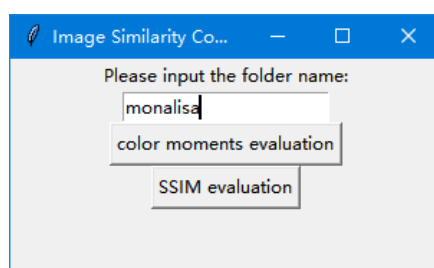 Image Similarity Co...
Please input the folder name:
monalisa
color moments evaluation
SSIM evaluation